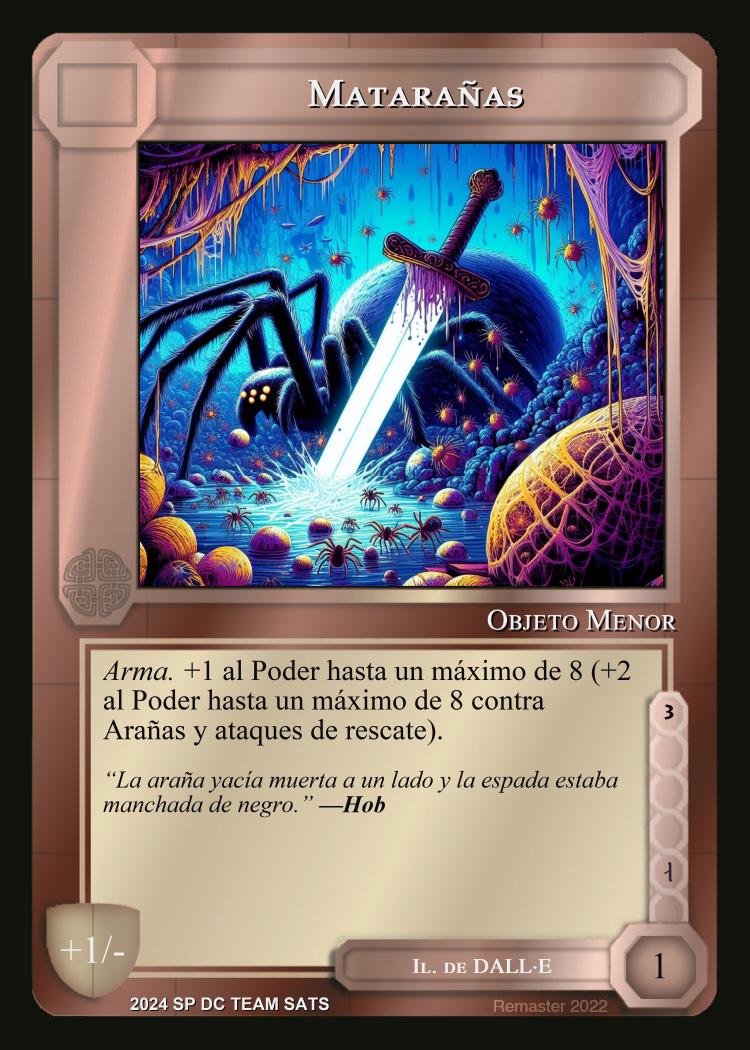 Matarañas
Objeto Menor
Arma. +1 al Poder hasta un máximo de 8 (+2
al Poder hasta un máximo de 8 contra
Arañas y ataques de rescate).
“La araña yacía muerta a un lado y la espada estaba
manchada de negro.” —Hob
3
+1/-
Il. de DALL·E
1
2024 SP DC TEAM SATS
Remaster 2022